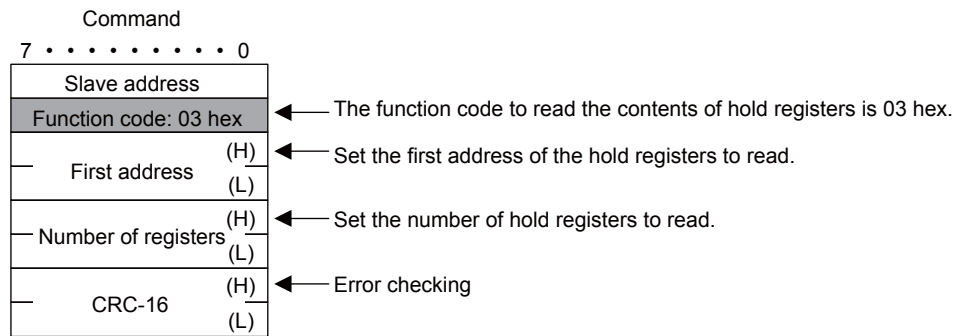 Command
7 • • • • • • • • • 0
Slave address
Function code: 03 hex
The function code to read the contents of hold registers is 03 hex.
First address
(H)
(L)
Set the first address of the hold registers to read.
Number of registers
(H)
(L)
Set the number of hold registers to read.
CRC-16
(H)
(L)
Error checking